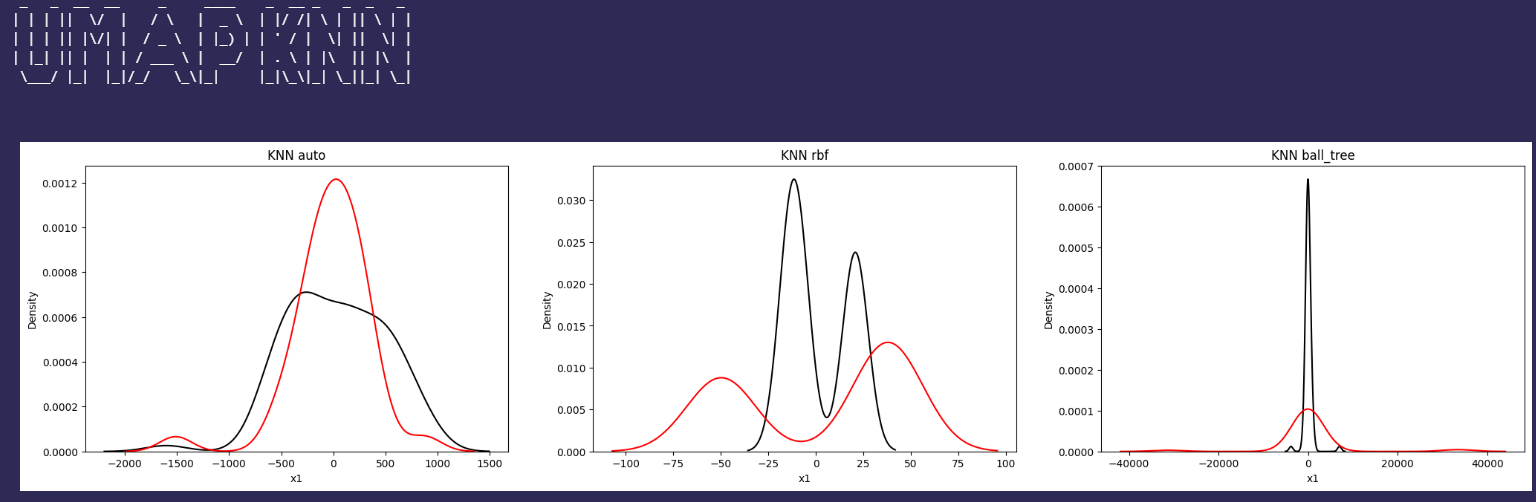 UMAP KNN
KNN auto
KNN rbf
KNN ball_tree
Density
0.0012
0.0010
0.0008
0.0006
0.0004
0.0002
0.0000
−2000 −1500 −1000 −500 0 500 1000 1500
x1
Density
0.030
0.025
0.020
0.015
0.010
0.005
0.000
−100 −75 −50 −25 0 25 50 75 100
x1
Density
0.0007
0.0006
0.0005
0.0004
0.0003
0.0002
0.0001
0.0000
−40000 −20000 0 20000 40000
x1